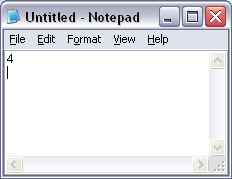 Untitled - Notepad
File Edit Format View Help
4